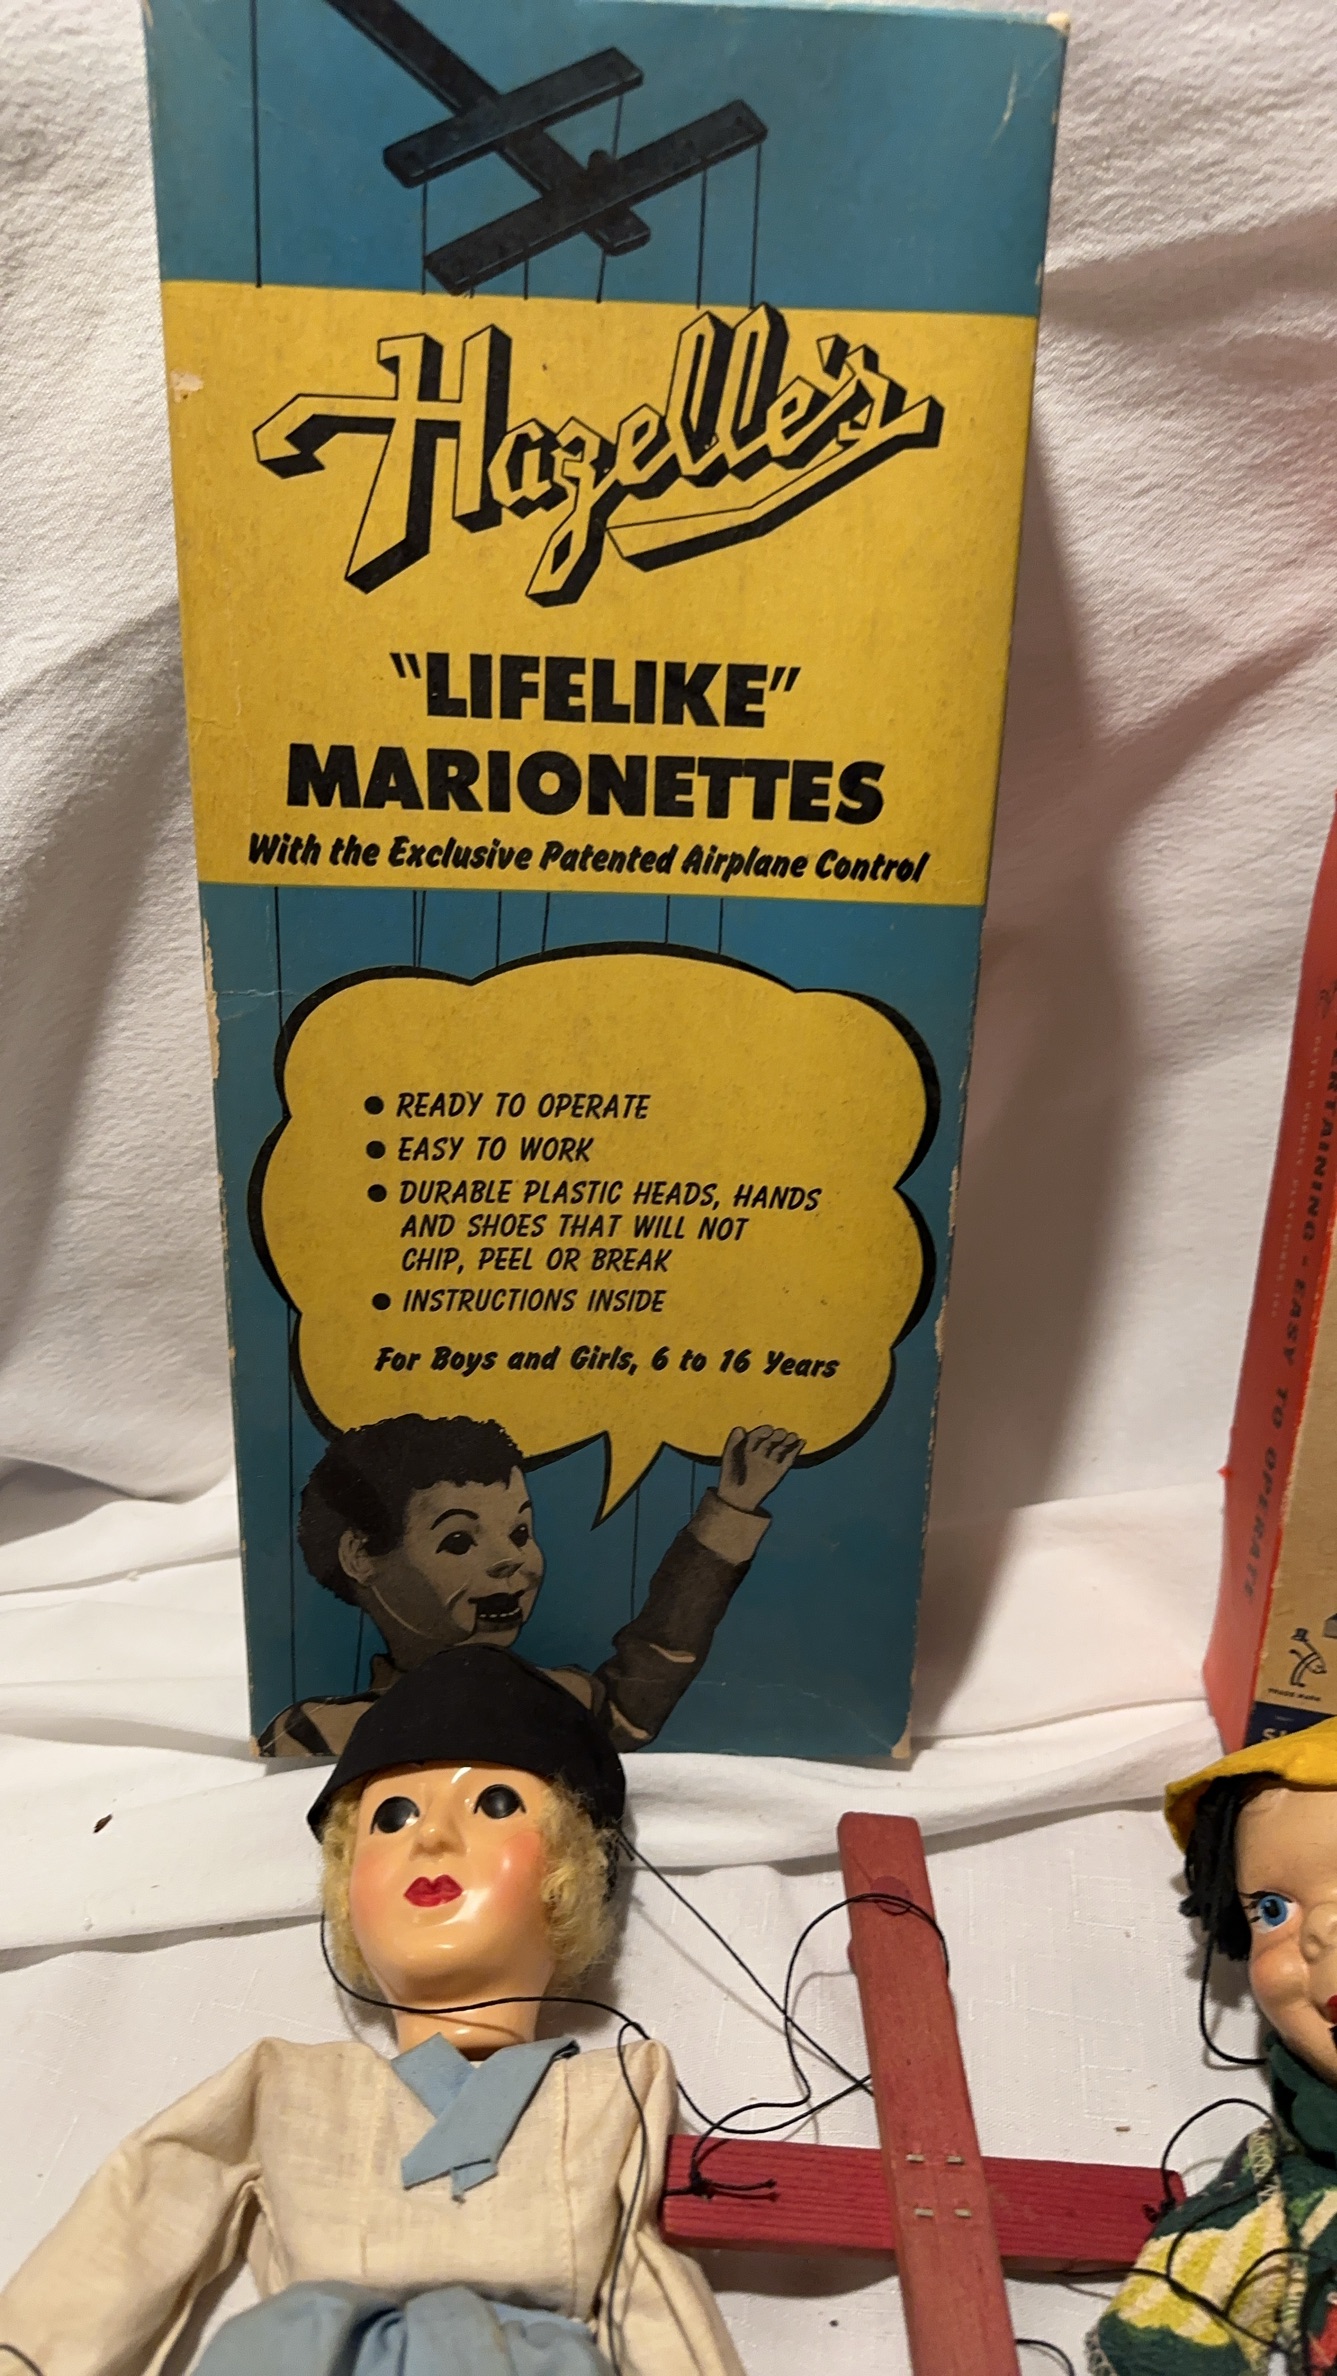 Hazelle's
"LIFELIKE"
MARIONETTES
With the Exclusive Patented Airplane Control
● READY TO OPERATE
● EASY TO WORK
● DURABLE PLASTIC HEADS, HANDS
AND SHOES THAT WILL NOT
CHIP, PEEL OR BREAK
● INSTRUCTIONS INSIDE
For Boys and Girls, 6 to 16 Years
EASY TO OPERATE
TRADE MARK